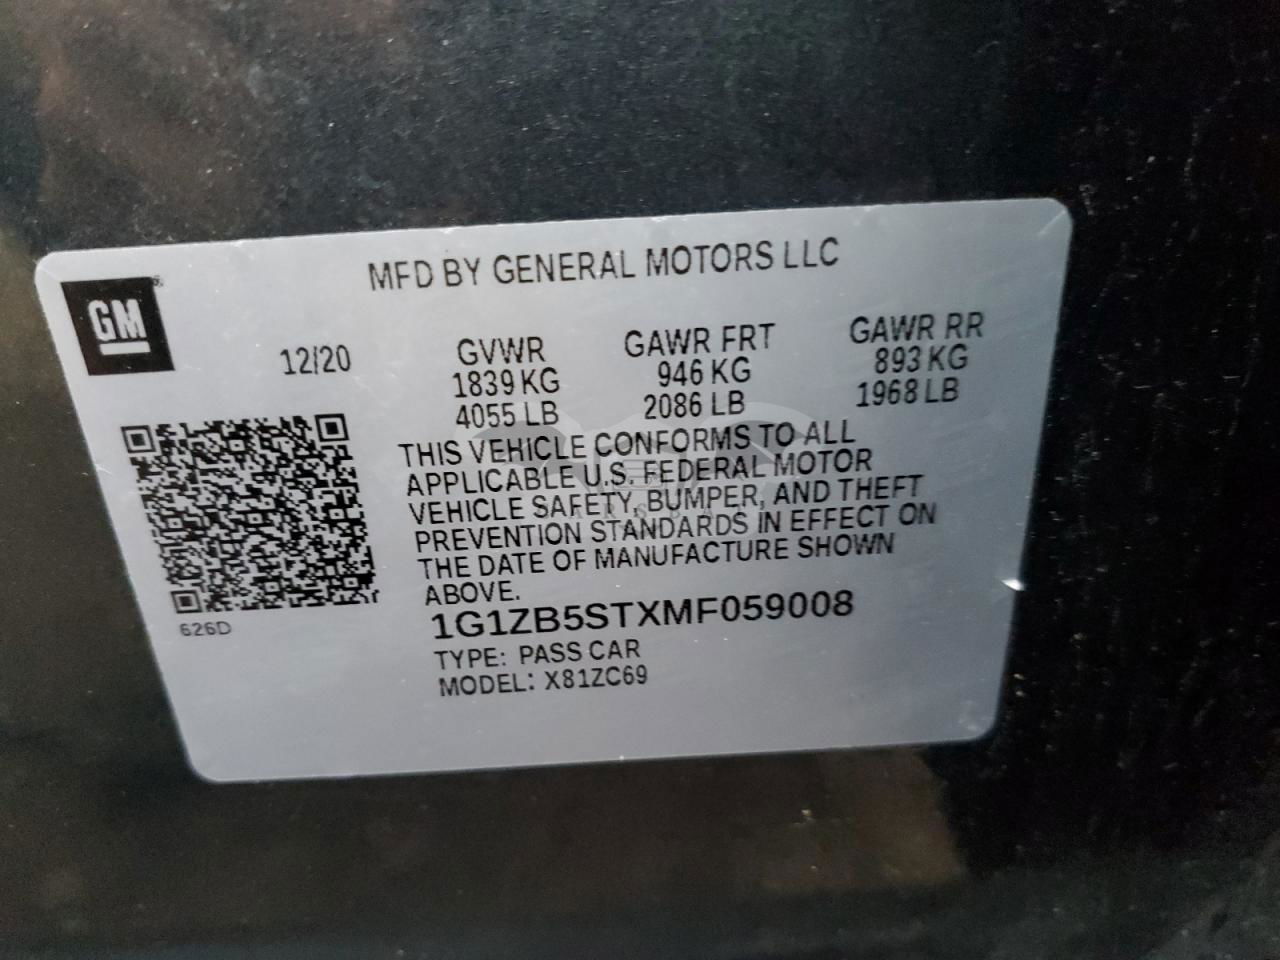 MFD BY GENERAL MOTORS LLC
GM
12/20
GVWR
1839 KG
4055 LB
GAWR FRT
946 KG
2086 LB
GAWR RR
893 KG
1968 LB
THIS VEHICLE CONFORMS TO ALL
APPLICABLE U.S. FEDERAL MOTOR
VEHICLE SAFETY, BUMPER, AND THEFT
PREVENTION STANDARDS IN EFFECT ON
THE DATE OF MANUFACTURE SHOWN
ABOVE.
626D
1G1ZB5STXMF059008
TYPE: PASS CAR
MODEL: X81ZC69